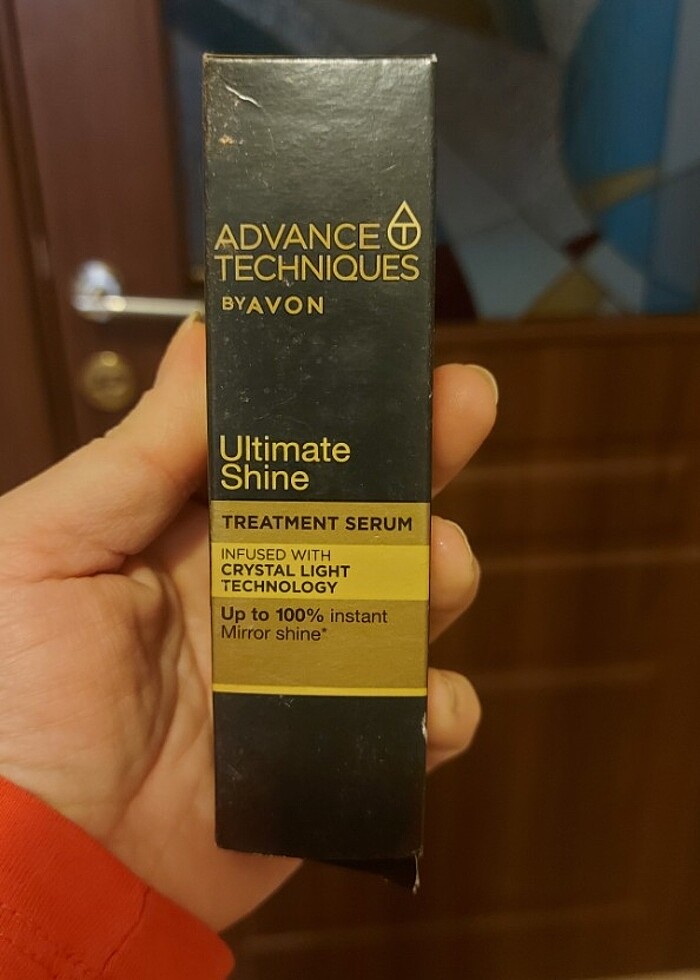 ADVANCE
TECHNIQUES
BY AVON
Ultimate
Shine
TREATMENT SERUM
INFUSED WITH
CRYSTAL LIGHT
TECHNOLOGY
Up to 100% instant
Mirror shine*